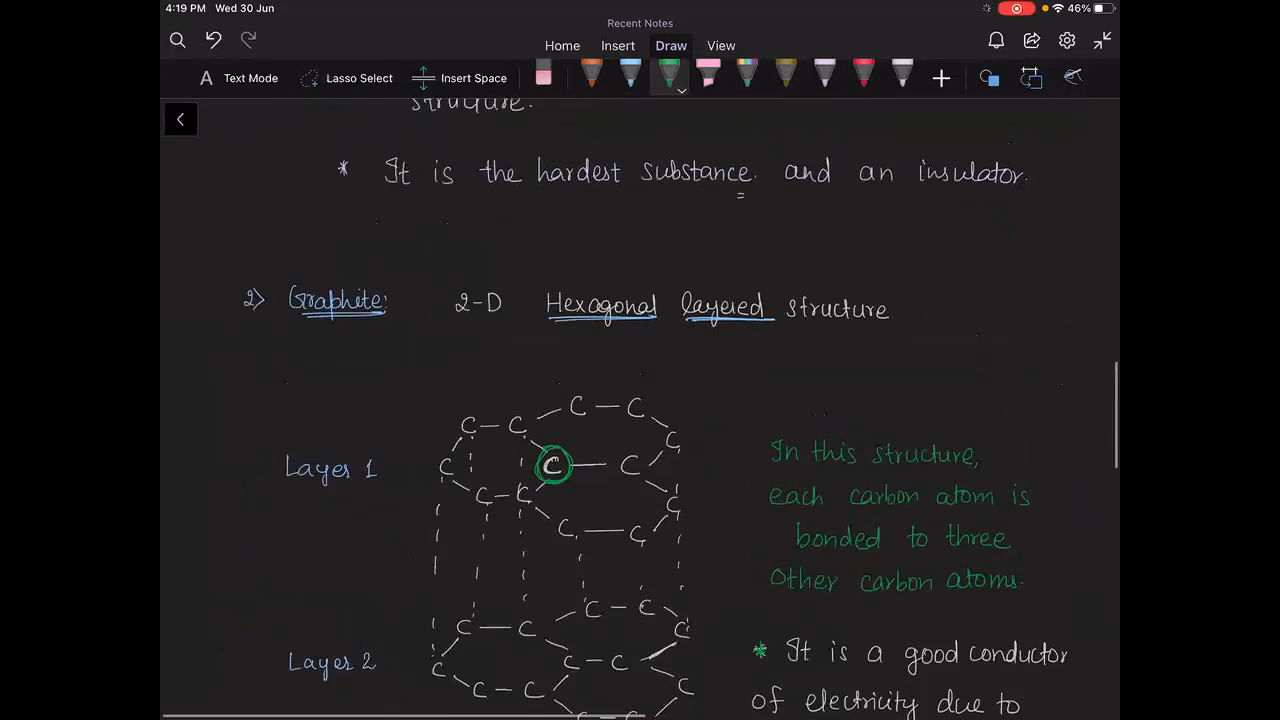 4:19 PM Wed 30 Jun
46%
Recent Notes
Home Insert Draw View
A Text Mode Lasso Select Insert Space
structure.
* It is the hardest substance. and an insulator.
2) Graphite: 2-D Hexagonal layered structure
C - C
C - C
C
Layer 1
C C - C
C - C
C
C - C
In this structure,
each carbon atom is
bonded to three
other carbon atoms.
C - C
C - C
C
Layer 2
C
C - C
C - C
C
* It is a good conductor
of electricity due to